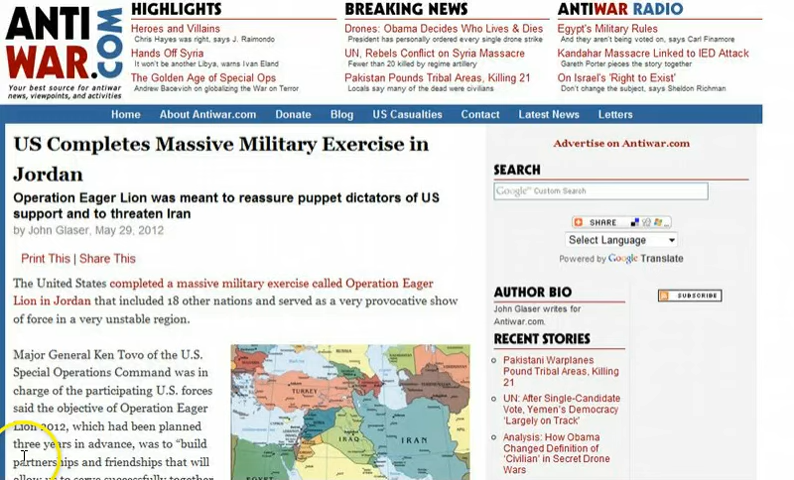 ANTI
WAR.COM
Your best source for antiwar
news, viewpoints, and activities
HIGHLIGHTS
Heroes and Villains
Chris Hayes was right, says J. Raimondo
Hands Off Syria
It won't be another Libya, warns Ivan Eland
The Golden Age of Special Ops
Andrew Bacevich on globalizing the War on Terror
BREAKING NEWS
Drones: Obama Decides Who Lives & Dies
President has personally ordered every single drone strike
UN, Rebels Conflict on Syria Massacre
Fewer than 20 killed by regime artillery
Pakistan Pounds Tribal Areas, Killing 21
Locals say many of the dead were civilians
ANTIWAR RADIO
Egypt's Military Rules
And they aren't being voted on, says Carl Finamore
Kandahar Massacre Linked to IED Attack
Gareth Porter pieces the story together
On Israel's 'Right to Exist'
Don't change the subject, says Sheldon Richman
Home About Antiwar.com Donate Blog US Casualties Contact Latest News Letters
US Completes Massive Military Exercise in
Jordan
Operation Eager Lion was meant to reassure puppet dictators of US
support and to threaten Iran
by John Glaser, May 29, 2012
Print This | Share This
The United States completed a massive military exercise called Operation Eager
Lion in Jordan that included 18 other nations and served as a very provocative show
of force in a very unstable region.
Major General Ken Tovo of the U.S.
Special Operations Command was in
charge of the participating U.S. forces
said the objective of Operation Eager
Lion 2012, which had been planned
three years in advance, was to "build
partnerships and friendships that will
allow us to serve successfully together
RUSSIA
TURKEY
IRAQ
IRAN
EGYPT
Advertise on Antiwar.com
SEARCH
Google™ Custom Search
SHARE
Select Language
Powered by Google Translate
AUTHOR BIO
John Glaser writes for
Antiwar.com.
SUBSCRIBE
RECENT STORIES
Pakistani Warplanes
Pound Tribal Areas, Killing
21
UN: After Single-Candidate
Vote, Yemen's Democracy
'Largely on Track'
Analysis: How Obama
Changed Definition of
'Civilian' in Secret Drone
Wars